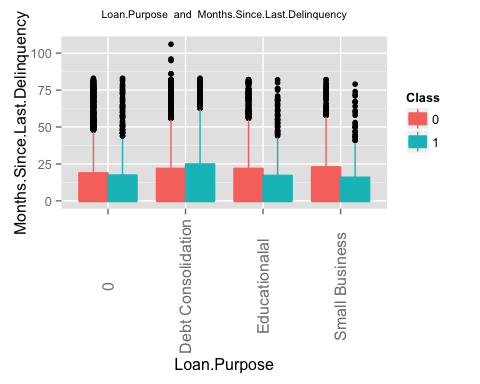 Loan.Purpose and Months.Since.Last.Delinquency
Months.Since.Last.Delinquency
100
75
50
25
0
0
Debt Consolidation
Educationalal
Small Business
Loan.Purpose
Class
0
1